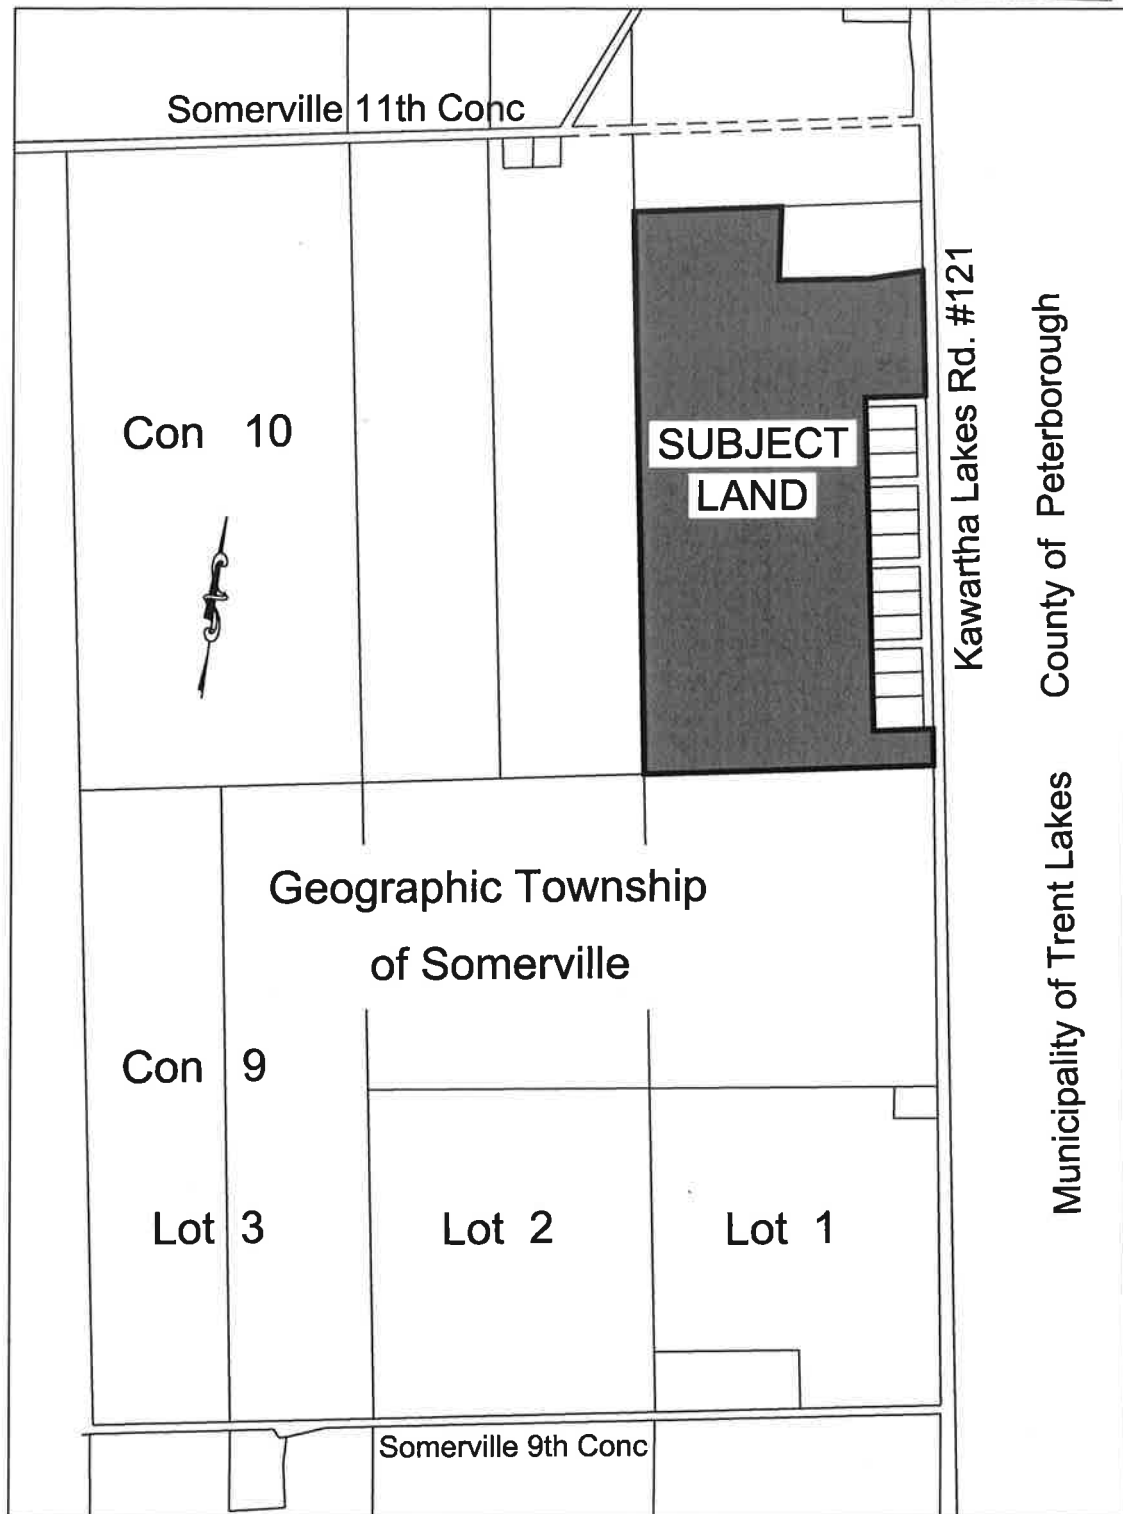 Somerville 11th Conc
Con 10
SUBJECT
LAND
Kawartha Lakes Rd. #121
County of Peterborough
Municipality of Trent Lakes
Geographic Township
of Somerville
Con 9
Lot 3
Lot 2
Lot 1
Somerville 9th Conc